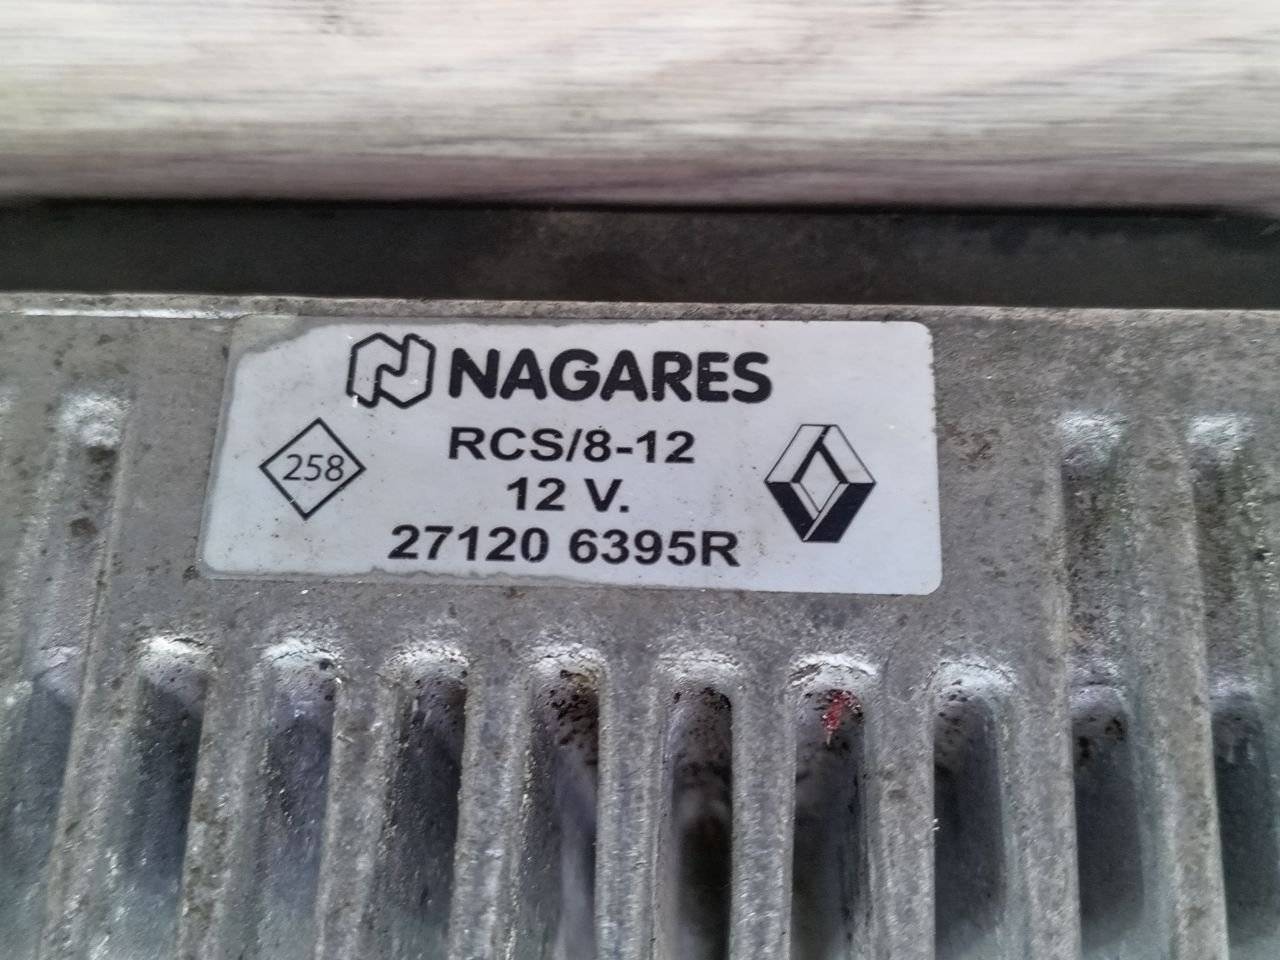 NAGARES
RCS/8-12
258
12 V.
27120 6395R